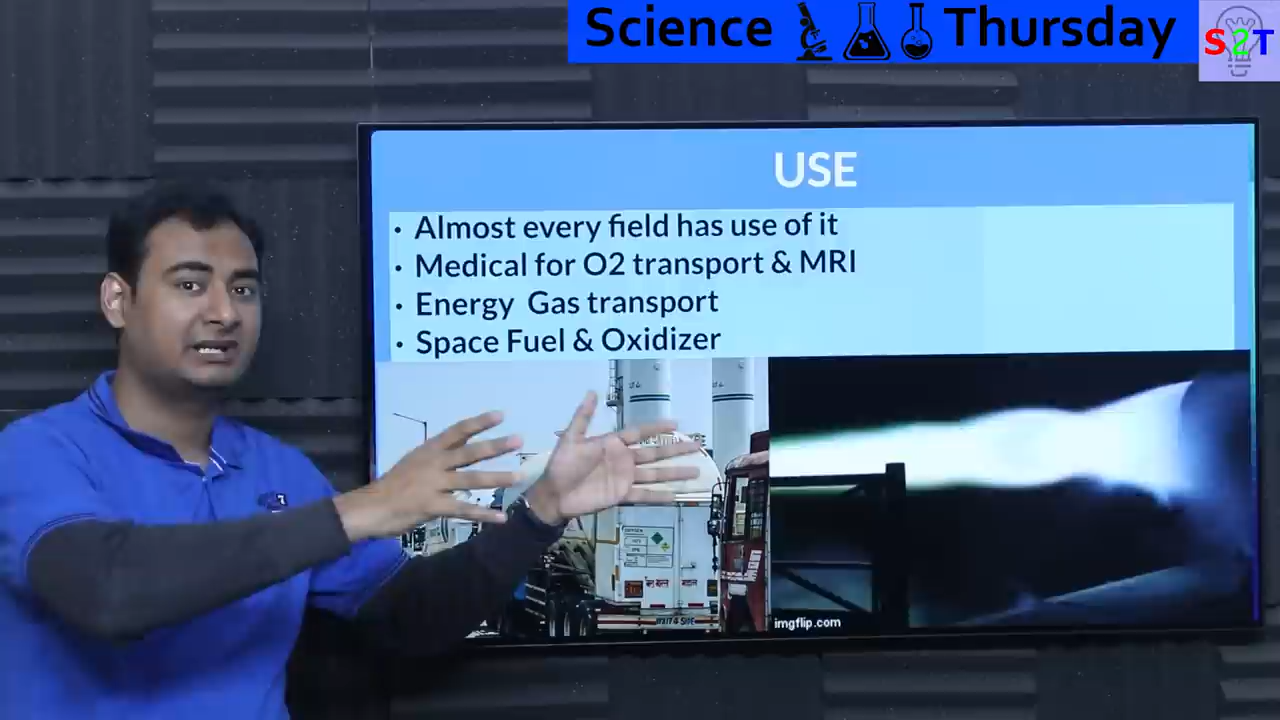 Science Thursday
S2T
USE
• Almost every field has use of it
• Medical for O2 transport & MRI
• Energy Gas transport
• Space Fuel & Oxidizer
OXYGEN
imgflip.com